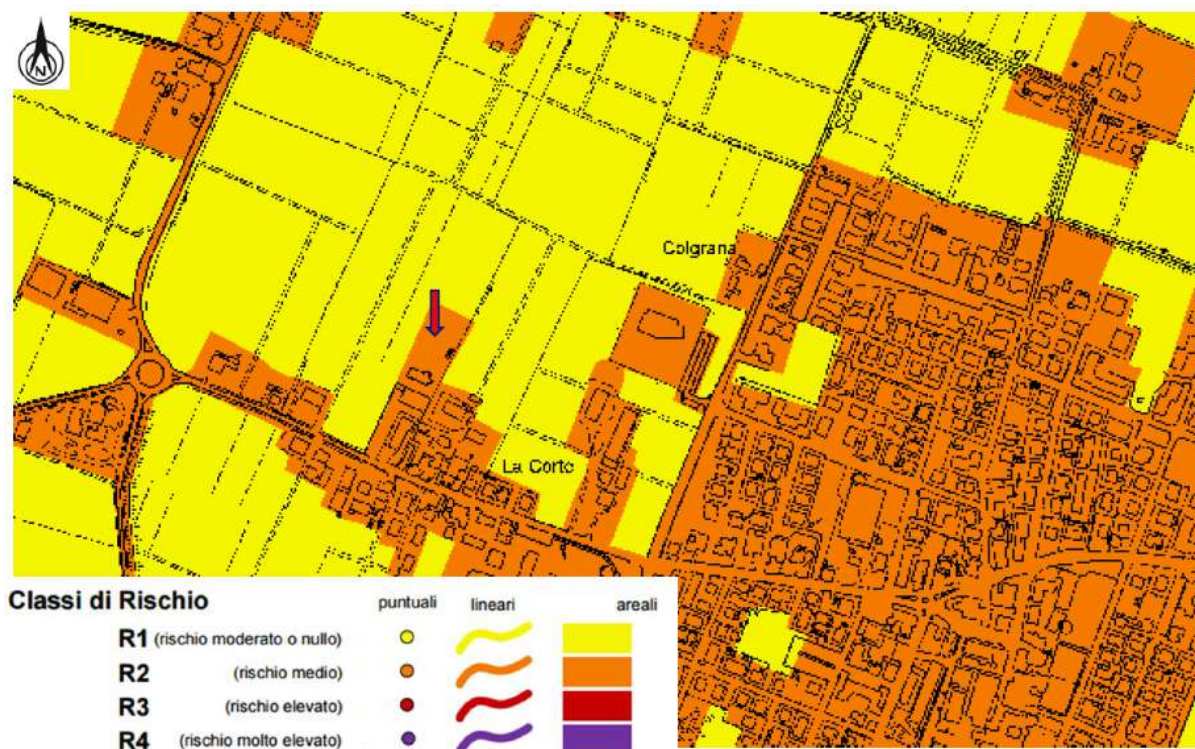 N
Scolo
Colgrana
La Corte
Classi di Rischio
puntuali lineari areali
R1 (rischio moderato o nullo)
R2 (rischio medio)
R3 (rischio elevato)
R4 (rischio molto elevato)